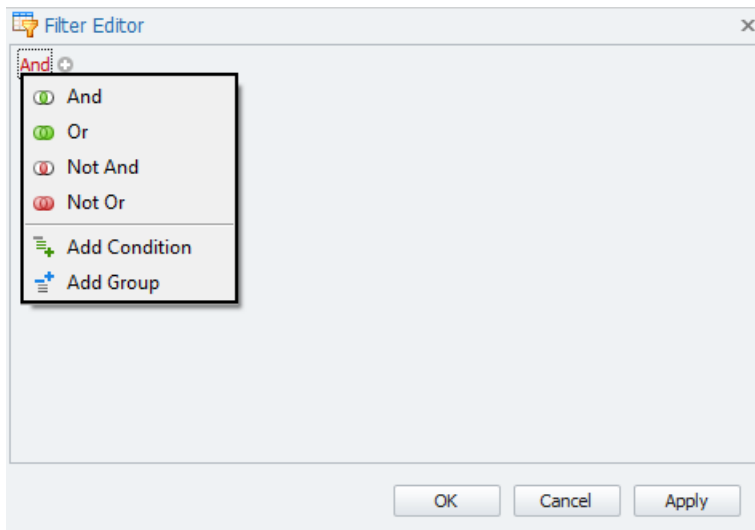 Filter Editor
And
And
Or
Not And
Not Or
Add Condition
Add Group
OK Cancel Apply